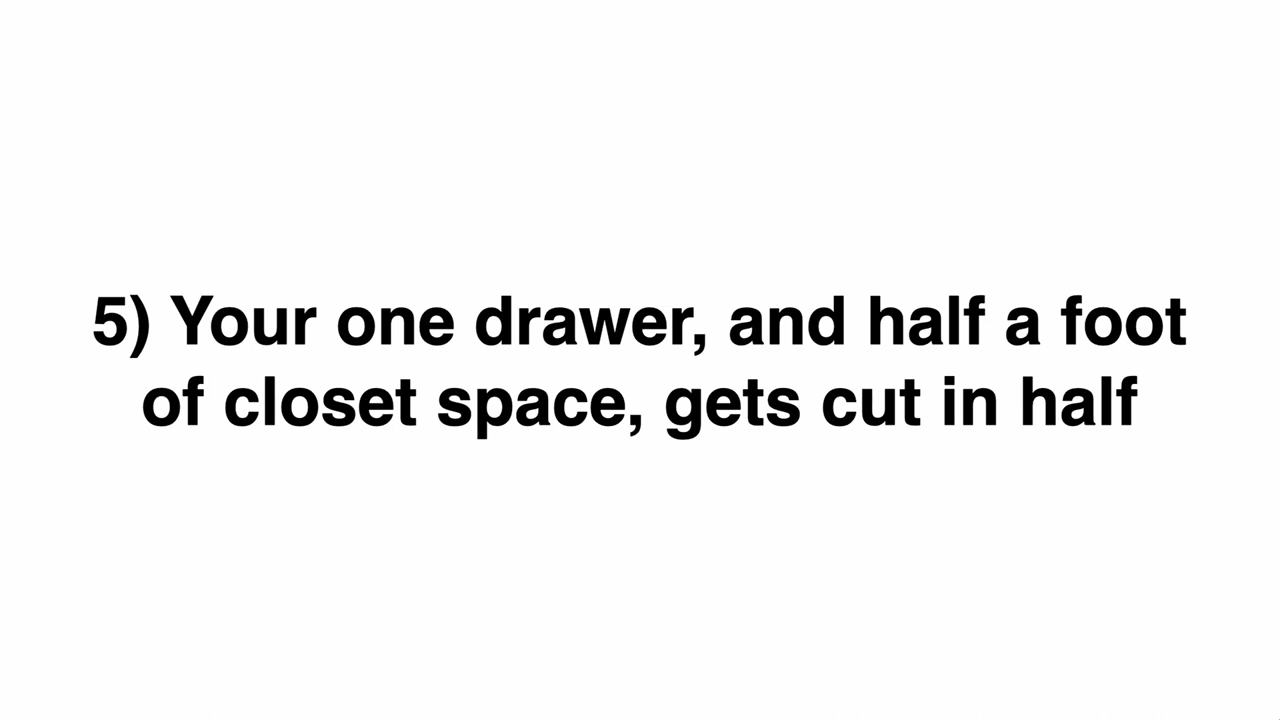 5) Your one drawer, and half a foot
of closet space, gets cut in half